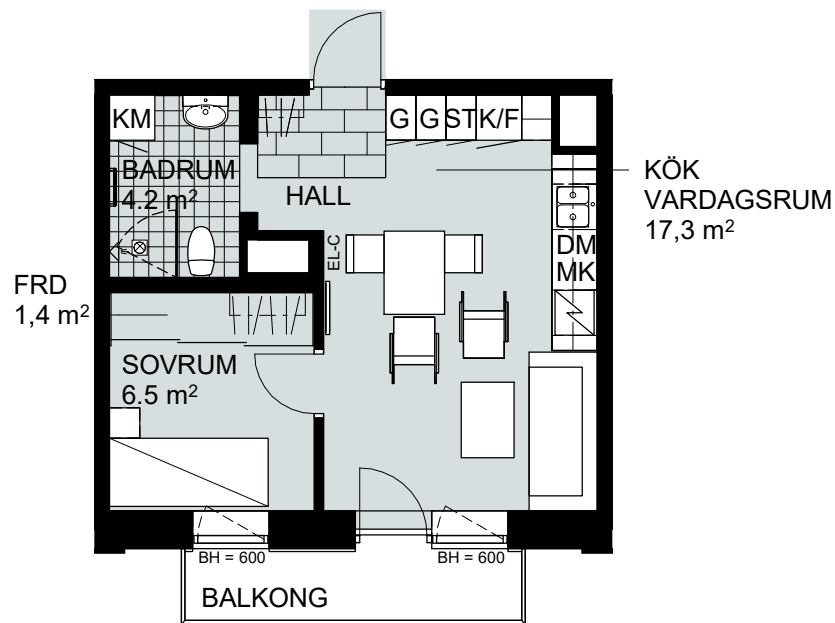 KM
G G ST K/F
BADRUM
4.2 m²
HALL
KÖK
VARDAGSRUM
17,3 m²
EL-C
DM
MK
FRD
1,4 m²
SOVRUM
6.5 m²
BH = 600
BH = 600
BALKONG